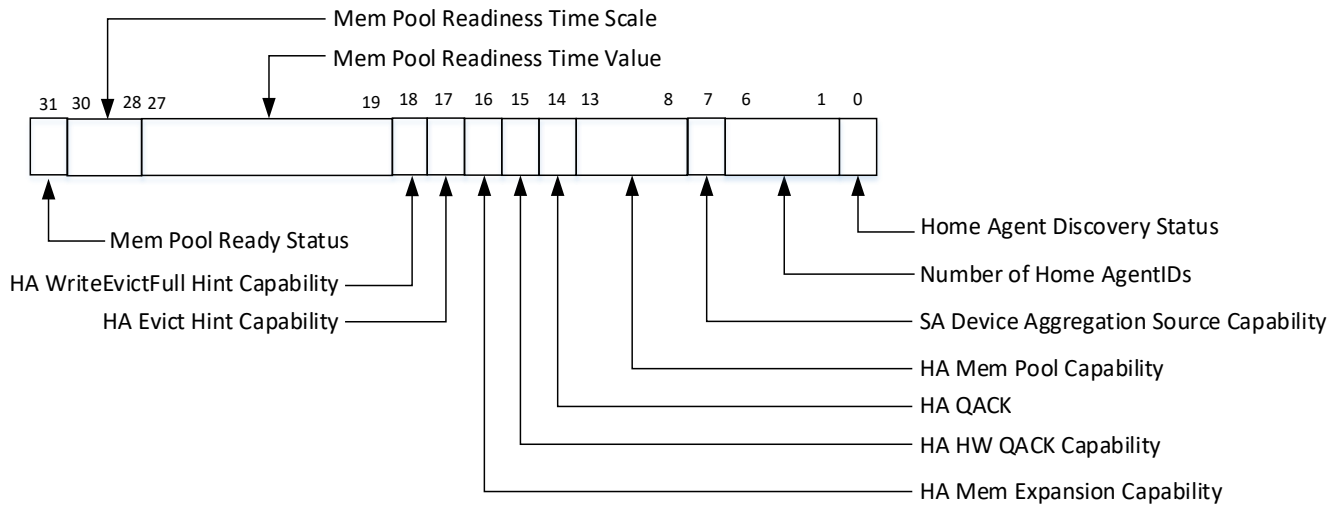 Mem Pool Readiness Time Scale
Mem Pool Readiness Time Value
31 30 28 27 19 18 17 16 15 14 13 8 7 6 1 0
Mem Pool Ready Status
HA WriteEvictFull Hint Capability
HA Evict Hint Capability
Home Agent Discovery Status
Number of Home AgentIDs
SA Device Aggregation Source Capability
HA Mem Pool Capability
HA QACK
HA HW QACK Capability
HA Mem Expansion Capability